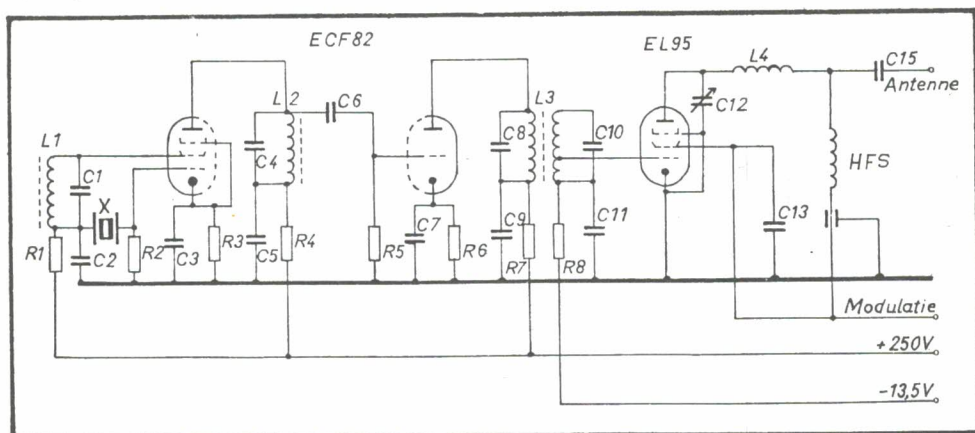 ECF82
EL95
L1
L2
C6
L3
L4
C15
Antenne
C12
C1
C4
C8
C10
HFS
X
R1
C2
R2
C3
R3
C5
R4
R5
C7
R6
C9
R7
R8
C11
C13
Modulatie
+250V
-13,5V